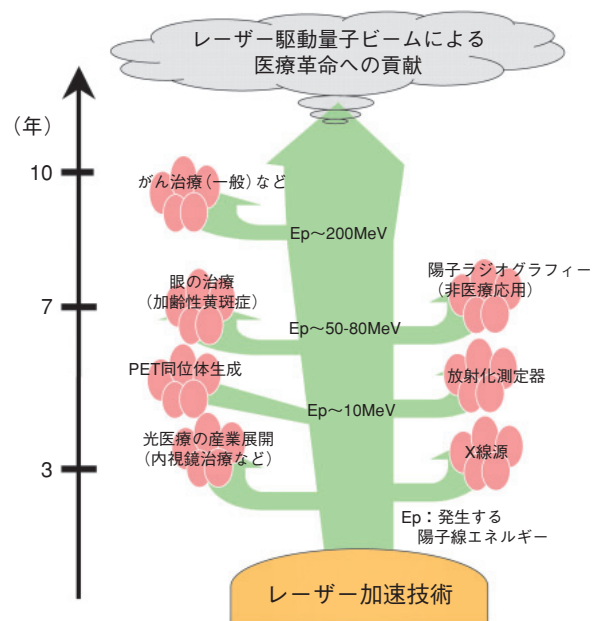 レーザー駆動量子ビームによる
医療革命への貢献
（年）
10
がん治療（一般）など
Ep～200MeV
陽子ラジオグラフィー
（非医療応用）
眼の治療
（加齢性黄斑症）
7
Ep～50-80MeV
PET同位体生成
放射化測定器
Ep～10MeV
光医療の産業展開
（内視鏡治療など）
X線源
3
Ep：発生する
陽子線エネルギー
レーザー加速技術